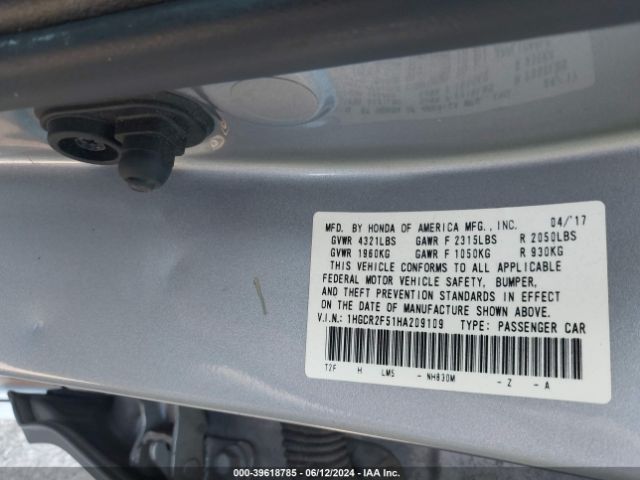 MFD. BY HONDA OF AMERICA MFG., INC. 04/'17
GVWR 4321LBS GAWR F 2315LBS R 2050LBS
GVWR 1960KG GAWR F 1050KG R 930KG
THIS VEHICLE CONFORMS TO ALL APPLICABLE
FEDERAL MOTOR VEHICLE SAFETY, BUMPER,
AND THEFT PREVENTION STANDARDS IN EFFECT
ON THE DATE OF MANUFACTURE SHOWN ABOVE.
V.I.N.: 1HGCR2F51HA209109 TYPE: PASSENGER CAR
T2F H LM5 - NH830M - Z - A
00-39618785 - 06/12/2024 - IAA Inc.